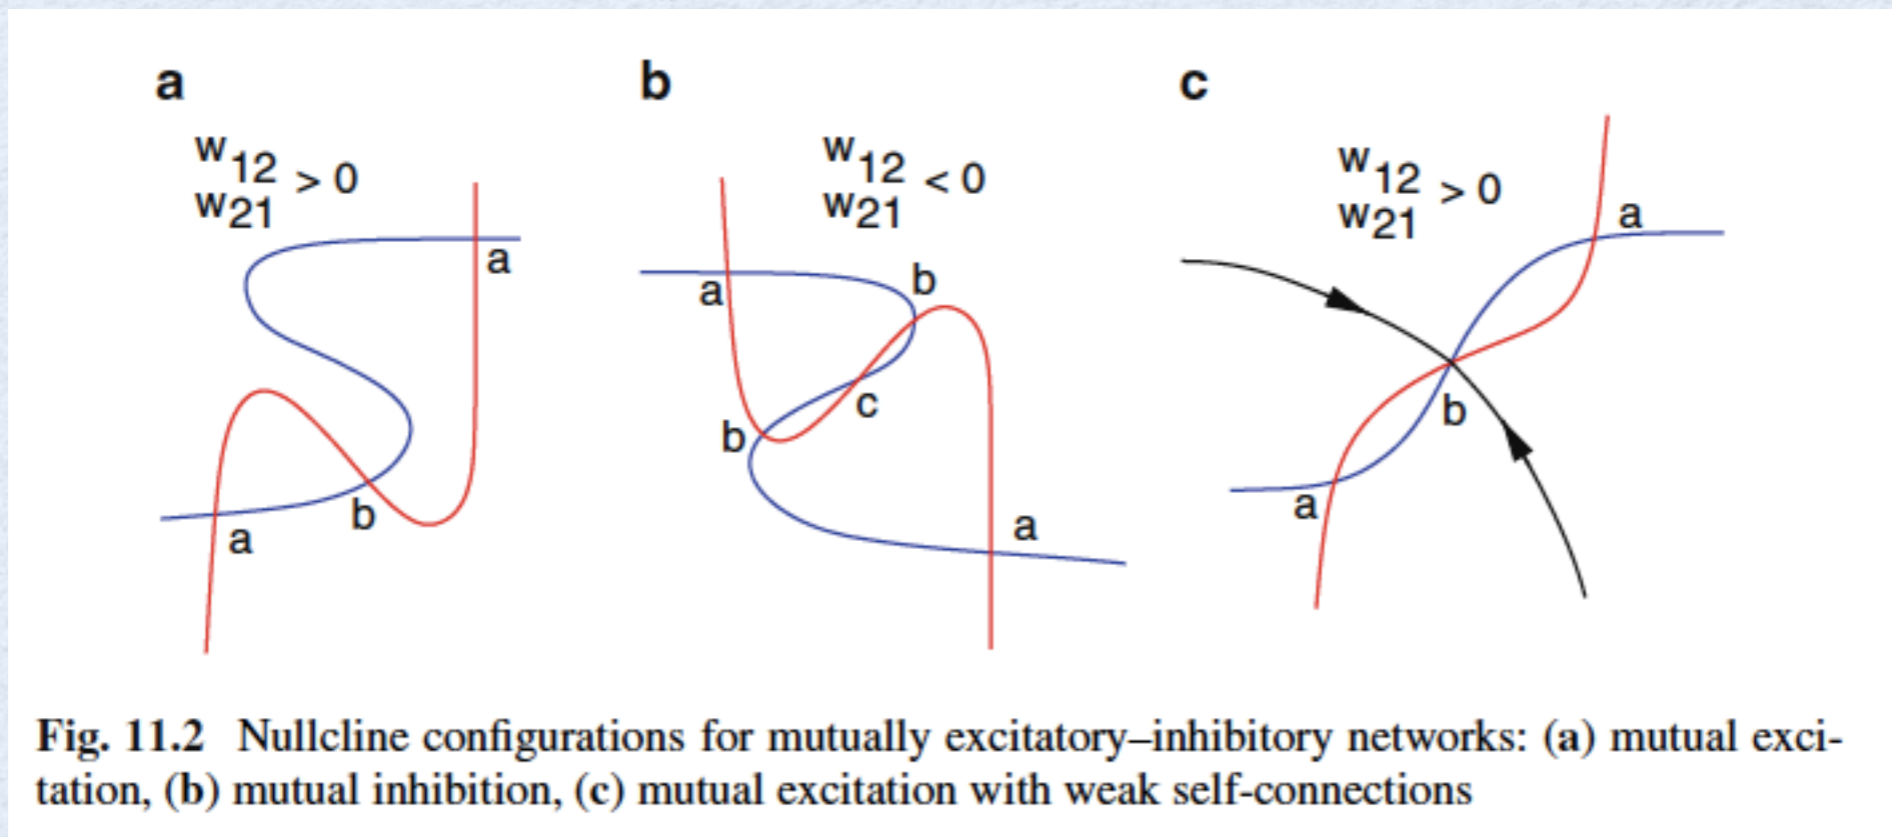 a
w12
w21 > 0
a
b
a
b
w12
w21 < 0
a
b
c
b
a
c
w12
w21 > 0
a
b
a
Fig. 11.2 Nullcline configurations for mutually excitatory–inhibitory networks: (a) mutual exci-
tation, (b) mutual inhibition, (c) mutual excitation with weak self-connections